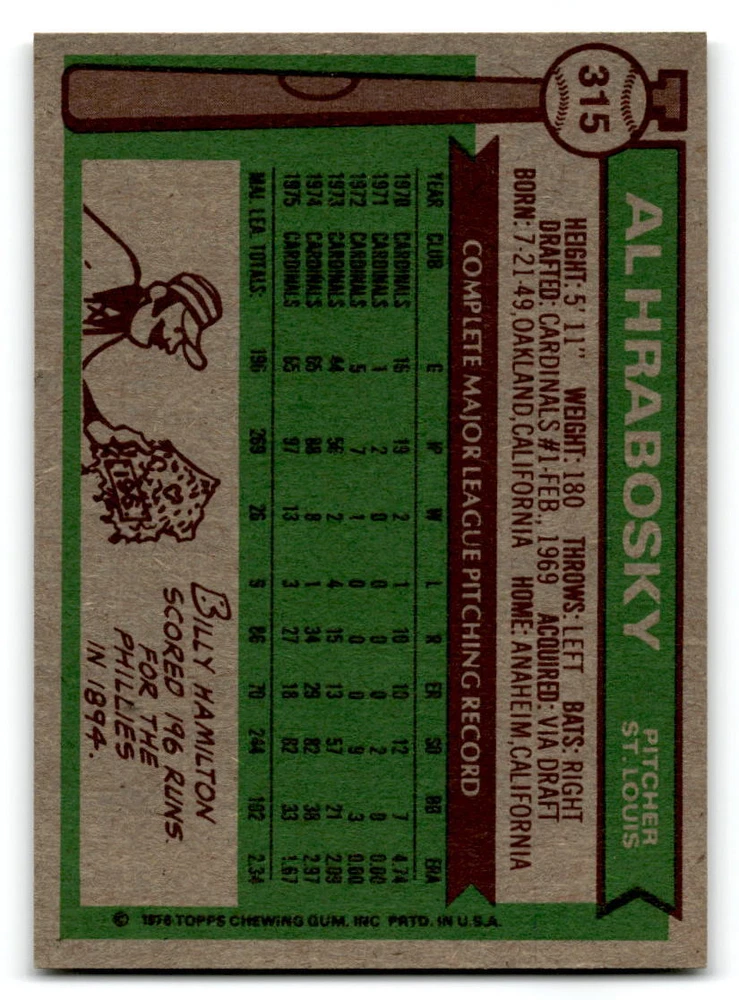 315
AL HRABOSKY
PITCHER
ST. LOUIS
HEIGHT: 5' 11" WEIGHT: 180 THROWS: LEFT BATS: RIGHT
DRAFTED: CARDINALS #1-FEB., 1969 ACQUIRED: VIA DRAFT
BORN: 7-21-49, OAKLAND, CALIFORNIA HOME: ANAHEIM, CALIFORNIA
COMPLETE MAJOR LEAGUE PITCHING RECORD
YEAR CLUB G IP W L R ER SO BB ERA
1970 CARDINALS 16 19 2 1 10 10 12 7 4.74
1971 CARDINALS 1 2 0 0 0 0 2 0 0.00
1972 CARDINALS 5 7 1 0 0 0 9 3 0.00
1973 CARDINALS 44 56 2 4 15 13 57 21 2.09
1974 CARDINALS 65 88 8 1 34 29 82 38 2.97
1975 CARDINALS 65 97 13 3 27 18 82 33 1.67
MAJ. LEA. TOTALS: 196 269 26 9 86 70 244 102 2.34
BILLY HAMILTON
SCORED 196 RUNS
FOR THE
PHILLIES
IN 1894.
© 1976 TOPPS CHEWING GUM, INC PRTD. IN U.S.A.